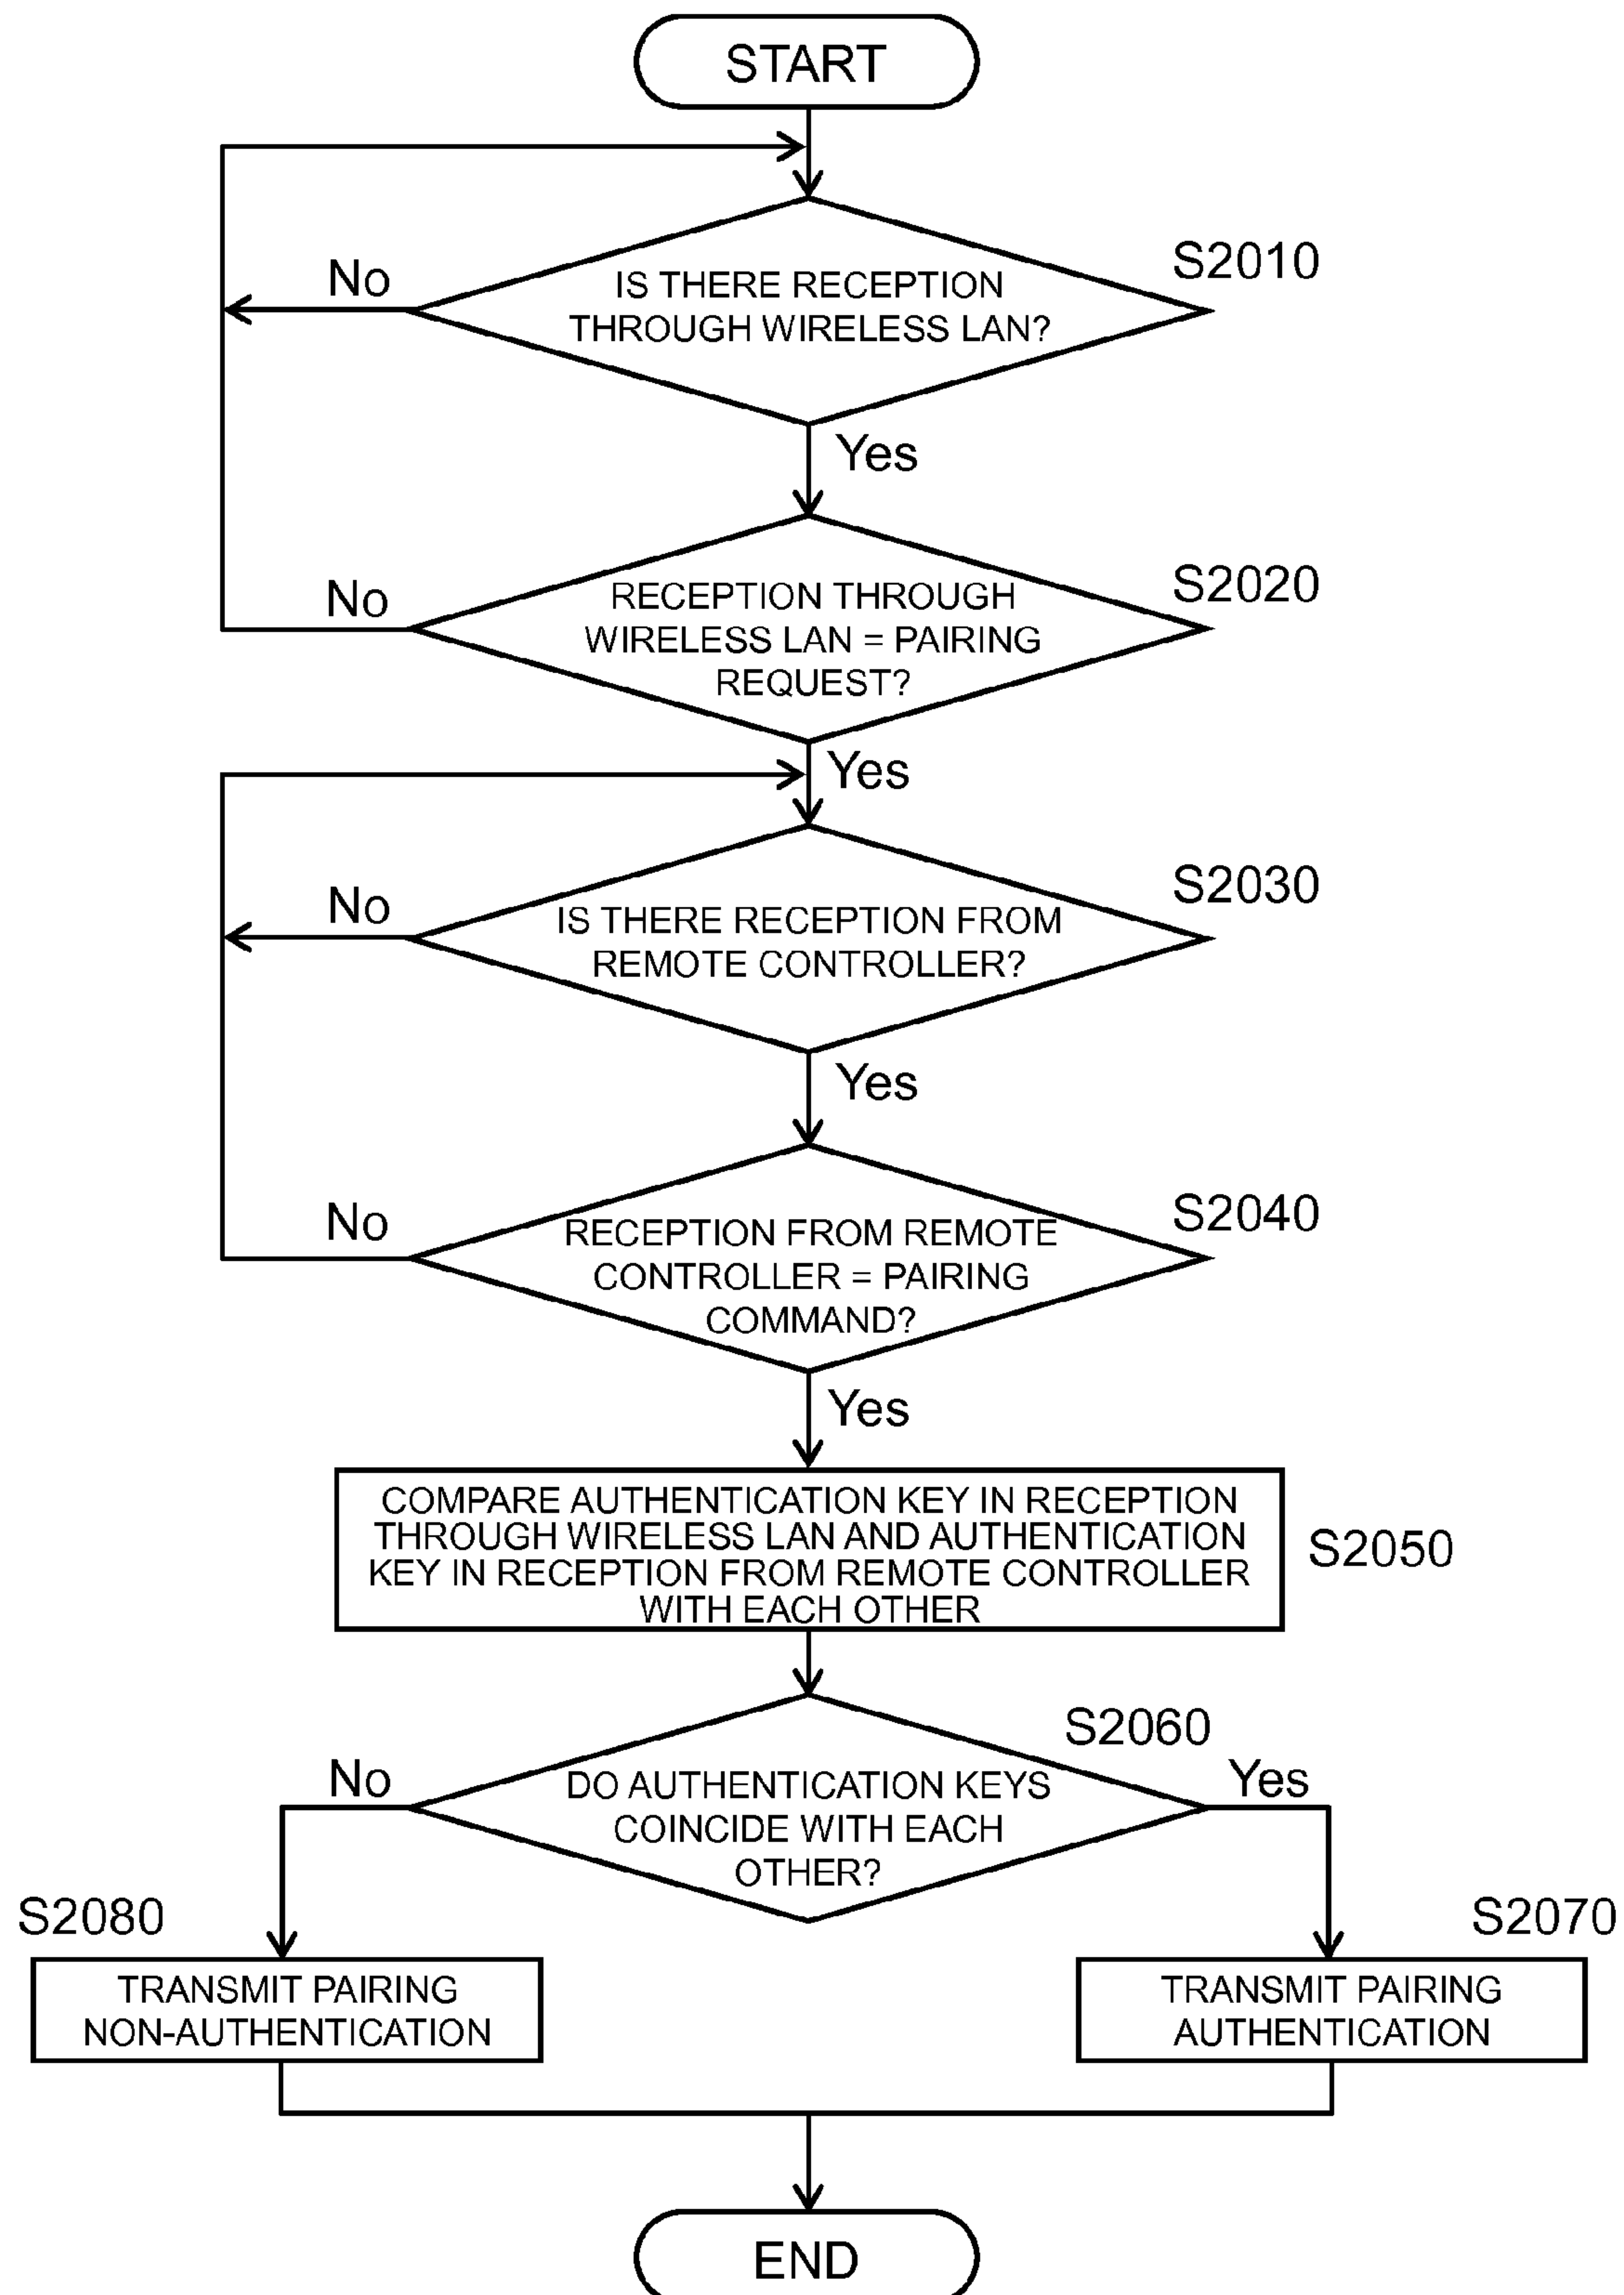 START
S2010
No
IS THERE RECEPTION
THROUGH WIRELESS LAN?
Yes
S2020
No
RECEPTION THROUGH
WIRELESS LAN = PAIRING
REQUEST?
Yes
S2030
No
IS THERE RECEPTION FROM
REMOTE CONTROLLER?
Yes
S2040
No
RECEPTION FROM REMOTE
CONTROLLER = PAIRING
COMMAND?
Yes
COMPARE AUTHENTICATION KEY IN RECEPTION
THROUGH WIRELESS LAN AND AUTHENTICATION
KEY IN RECEPTION FROM REMOTE CONTROLLER
WITH EACH OTHER
S2050
S2060
No
DO AUTHENTICATION KEYS
COINCIDE WITH EACH
OTHER?
Yes
S2080
TRANSMIT PAIRING
NON-AUTHENTICATION
S2070
TRANSMIT PAIRING
AUTHENTICATION
END